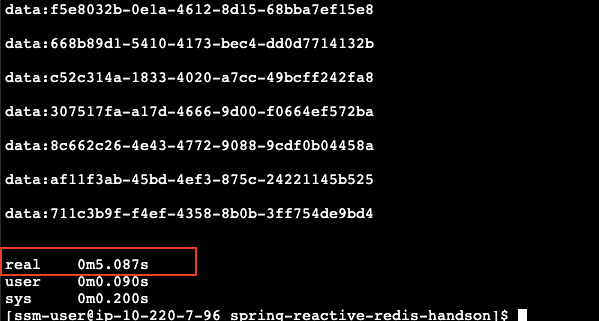 data:f5e8032b-0e1a-4612-8d15-68bba7ef15e8
data:668b89d1-5410-4173-bec4-dd0d7714132b
data:c52c314a-1833-4020-a7cc-49bcff242fa8
data:307517fa-a17d-4666-9d00-f0664ef572ba
data:8c662c26-4e43-4772-9088-9cdf0b04458a
data:af11f3ab-45bd-4ef3-875c-24221145b525
data:711c3b9f-f4ef-4358-8b0b-3ff754de9bd4
real 0m5.087s
user 0m0.090s
sys 0m0.200s
[ssm-user@ip-10-220-7-96 spring-reactive-redis-handson]$